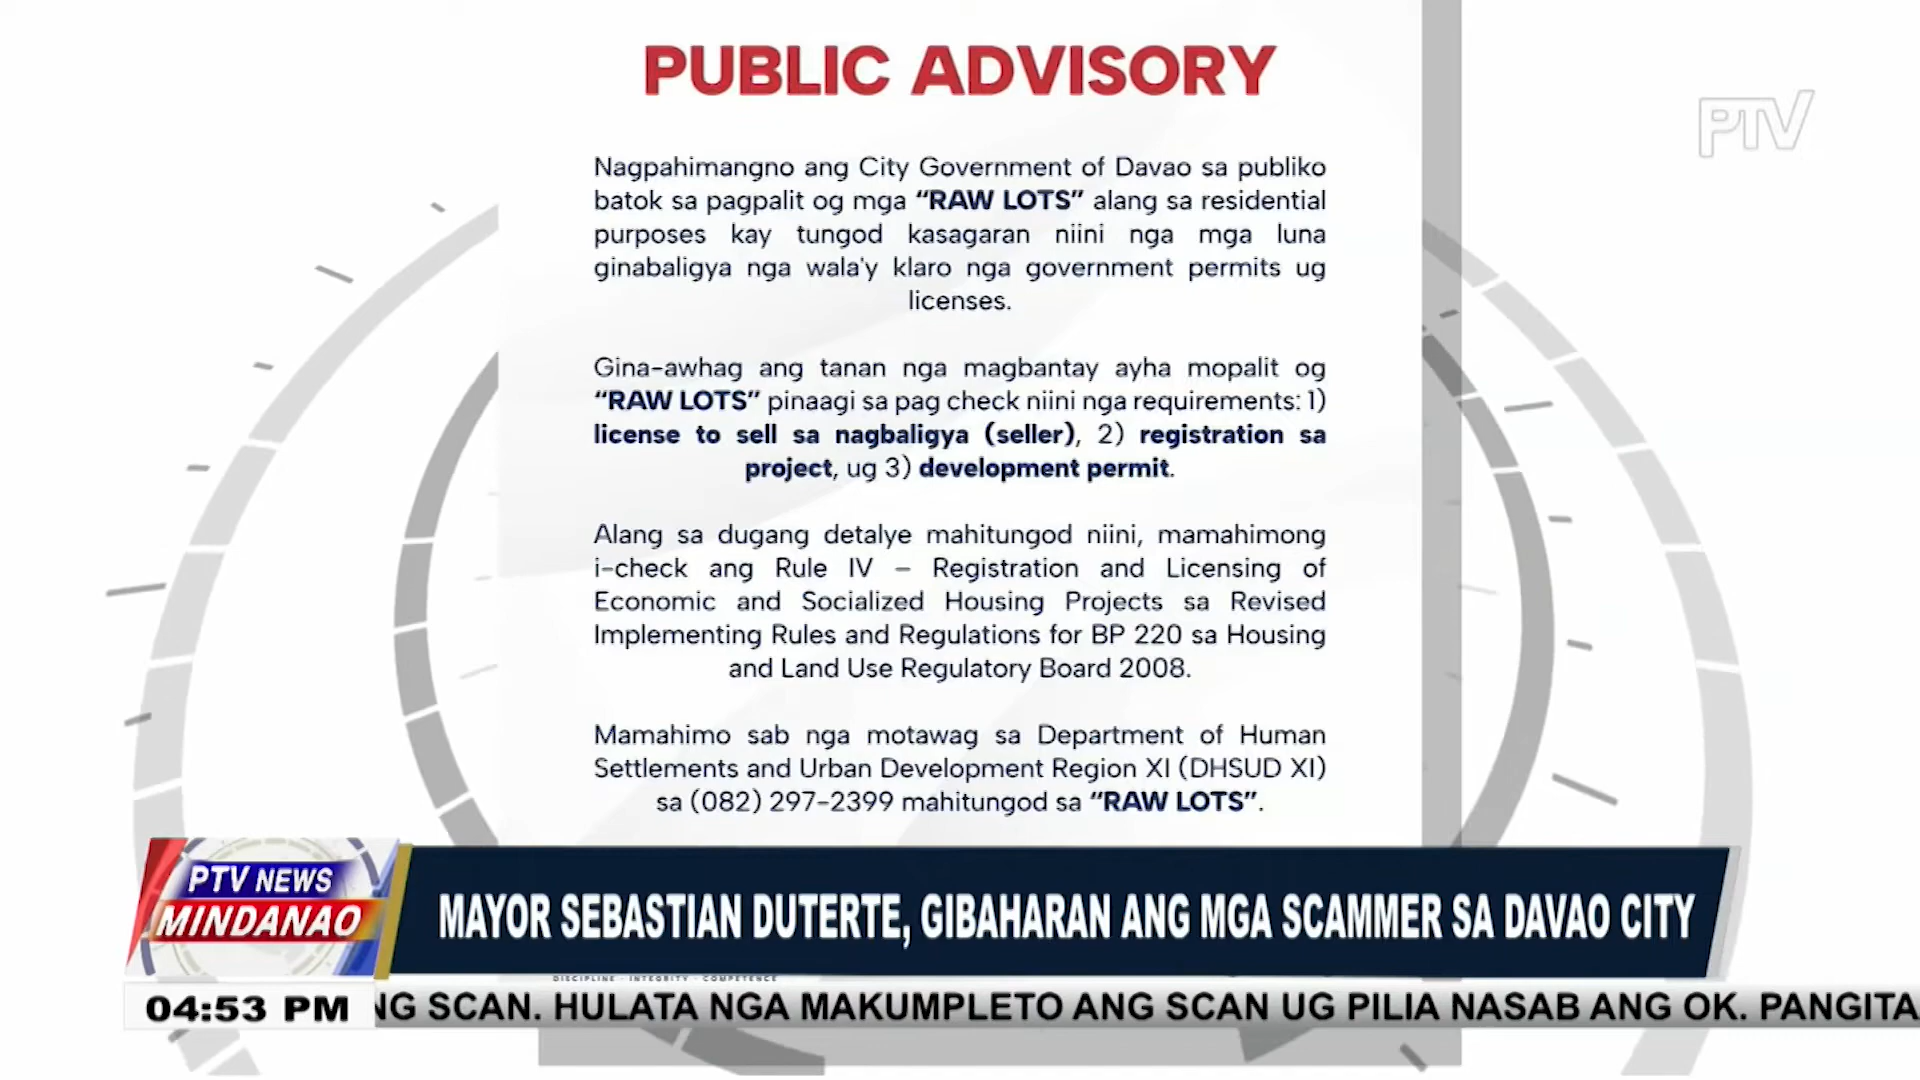 PUBLIC ADVISORY
PTV
Nagpahimangno ang City Government of Davao sa publiko
batok sa pagpalit og mga “RAW LOTS” alang sa residential
purposes kay tungod kasagaran niini nga mga luna
ginabaligya nga wala'y klaro nga government permits ug
licenses.
Gina-awhag ang tanan nga magbantay ayha mopalit og
“RAW LOTS” pinaagi sa pag check niini nga requirements: 1)
license to sell sa nagbaligya (seller), 2) registration sa
project, ug 3) development permit.
Alang sa dugang detalye mahitungod niini, mamahimong
i-check ang Rule IV – Registration and Licensing of
Economic and Socialized Housing Projects sa Revised
Implementing Rules and Regulations for BP 220 sa Housing
and Land Use Regulatory Board 2008.
Mamahimo sab nga motawag sa Department of Human
Settlements and Urban Development Region XI (DHSUD XI)
sa (082) 297-2399 mahitungod sa “RAW LOTS”.
PTV NEWS
MINDANAO
MAYOR SEBASTIAN DUTERTE, GIBAHARAN ANG MGA SCAMMER SA DAVAO CITY
DISCIPLINE · INTEGRITY · COMPETENCE
04:53 PM
NG SCAN. HULATA NGA MAKUMPLETO ANG SCAN UG PILIA NASAB ANG OK. PANGITA